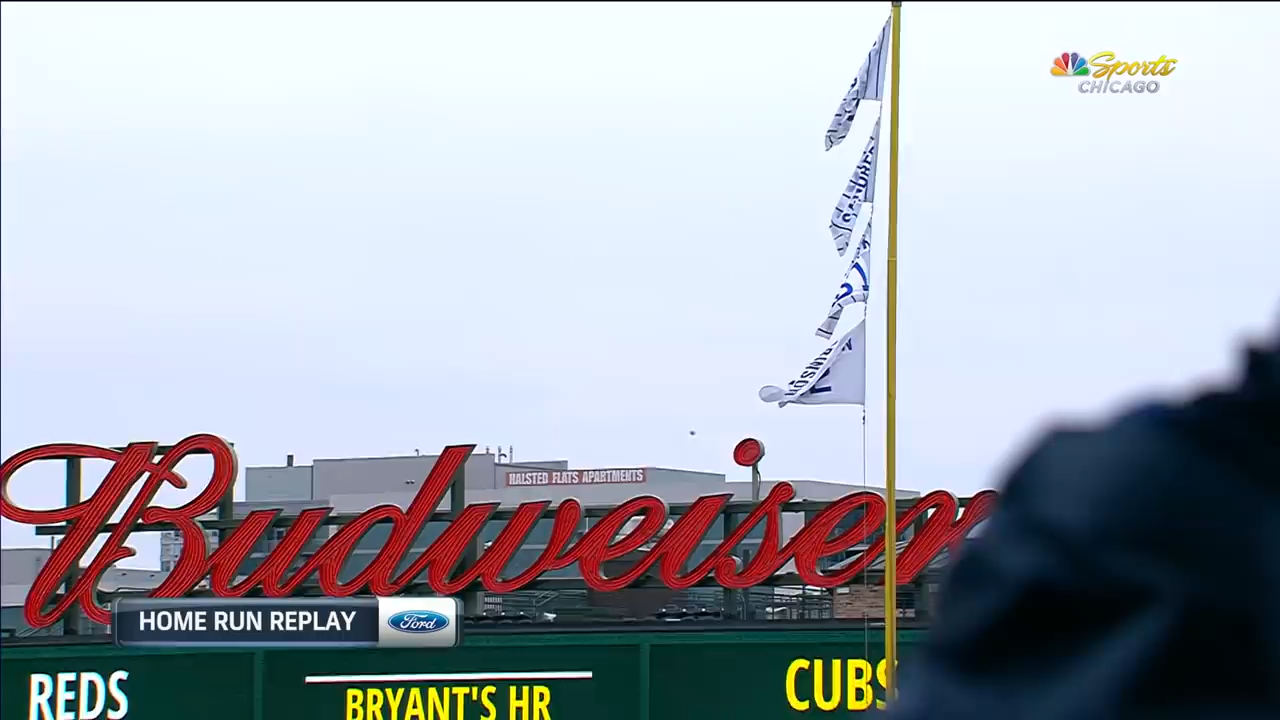 Sports
CHICAGO
HALSTED FLATS APARTMENTS
Budweiser
HOME RUN REPLAY
Ford
REDS
BRYANT'S HR
CUBS